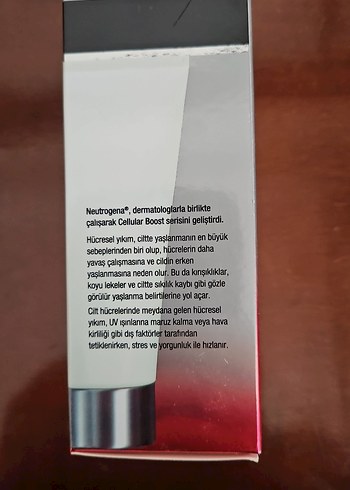 Neutrogena®, dermatologlarla birlikte
çalışarak Cellular Boost serisini geliştirdi.
Hücresel yıkım, ciltte yaşlanmanın en büyük
sebeplerinden biri olup, hücrelerin daha
yavaş çalışmasına ve cildin erken
yaşlanmasına neden olur. Bu da kırışıklıklar,
koyu lekeler ve ciltte sıkılık kaybı gibi gözle
görülür yaşlanma belirtilerine yol açar.
Cilt hücrelerinde meydana gelen hücresel
yıkım, UV ışınlarına maruz kalma veya hava
kirliliği gibi dış faktörler tarafından
tetiklenirken, stres ve yorgunluk ile hızlanır.